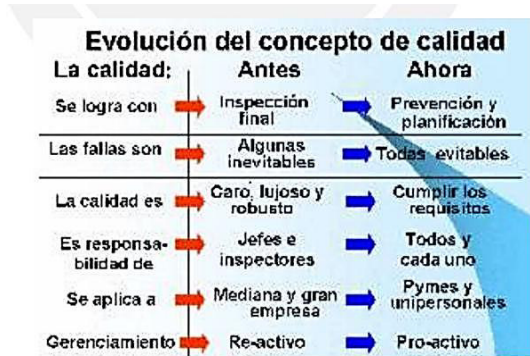 Evolución del concepto de calidad
La calidad: Antes Ahora
Se logra con Inspección final Prevención y planificación
Las fallas son Algunas inevitables Todas evitables
La calidad es Caro, lujoso y robusto Cumplir los requisitos
Es responsa-bilidad de Jefes e inspectores Todos y cada uno
Se aplica a Mediana y gran empresa Pymes y unipersonales
Gerenciamiento Re-activo Pro-activo